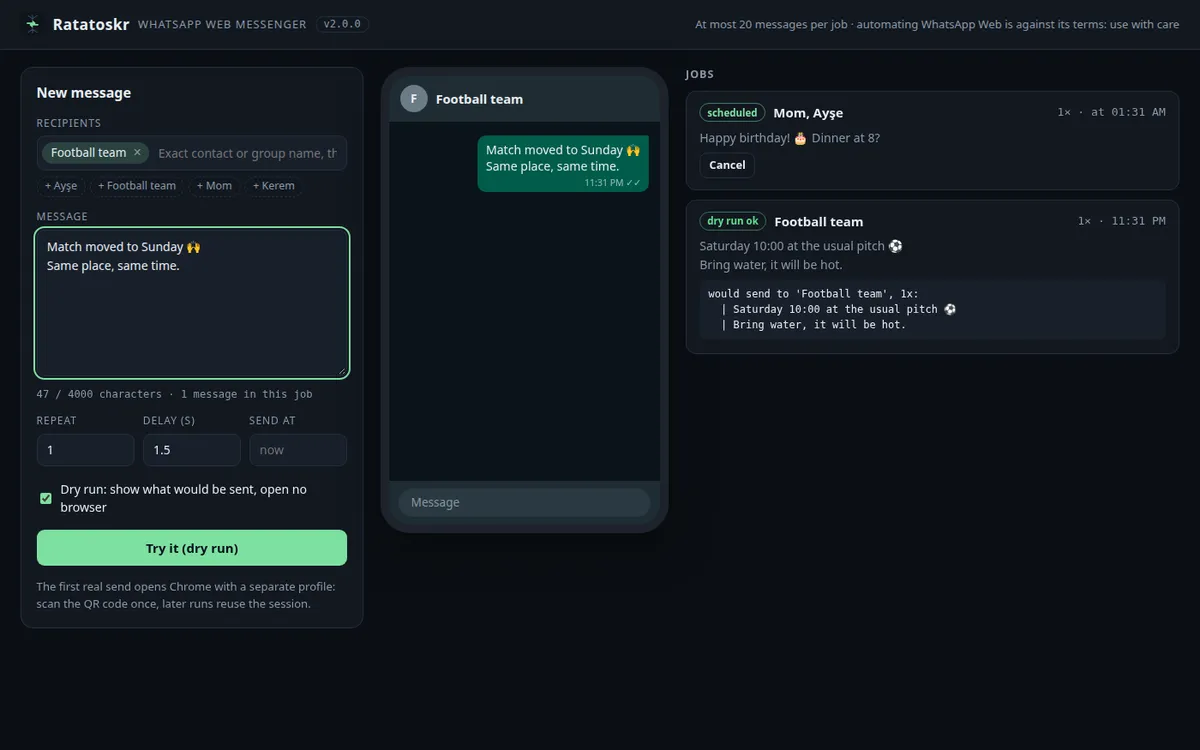 Ratatoskr WHATSAPP WEB MESSENGER v2.0.0
At most 20 messages per job · automating WhatsApp Web is against its terms: use with care
New message
RECIPIENTS
Football team ×
Exact contact or group name, th
+ Ayşe + Football team + Mom + Kerem
MESSAGE
Match moved to Sunday 🙌
Same place, same time.
47 / 4000 characters · 1 message in this job
REPEAT DELAY (S) SEND AT
1 1.5 now
Dry run: show what would be sent, open no
browser
Try it (dry run)
The first real send opens Chrome with a separate profile:
scan the QR code once, later runs reuse the session.
F Football team
Match moved to Sunday 🙌
Same place, same time.
11:31 PM ✓✓
Message
JOBS
scheduled Mom, Ayşe 1× · at 01:31 AM
Happy birthday! 🎂 Dinner at 8?
Cancel
dry run ok Football team 1× · 11:31 PM
Saturday 10:00 at the usual pitch ⚽
Bring water, it will be hot.
would send to 'Football team', 1x:
| Saturday 10:00 at the usual pitch ⚽
| Bring water, it will be hot.